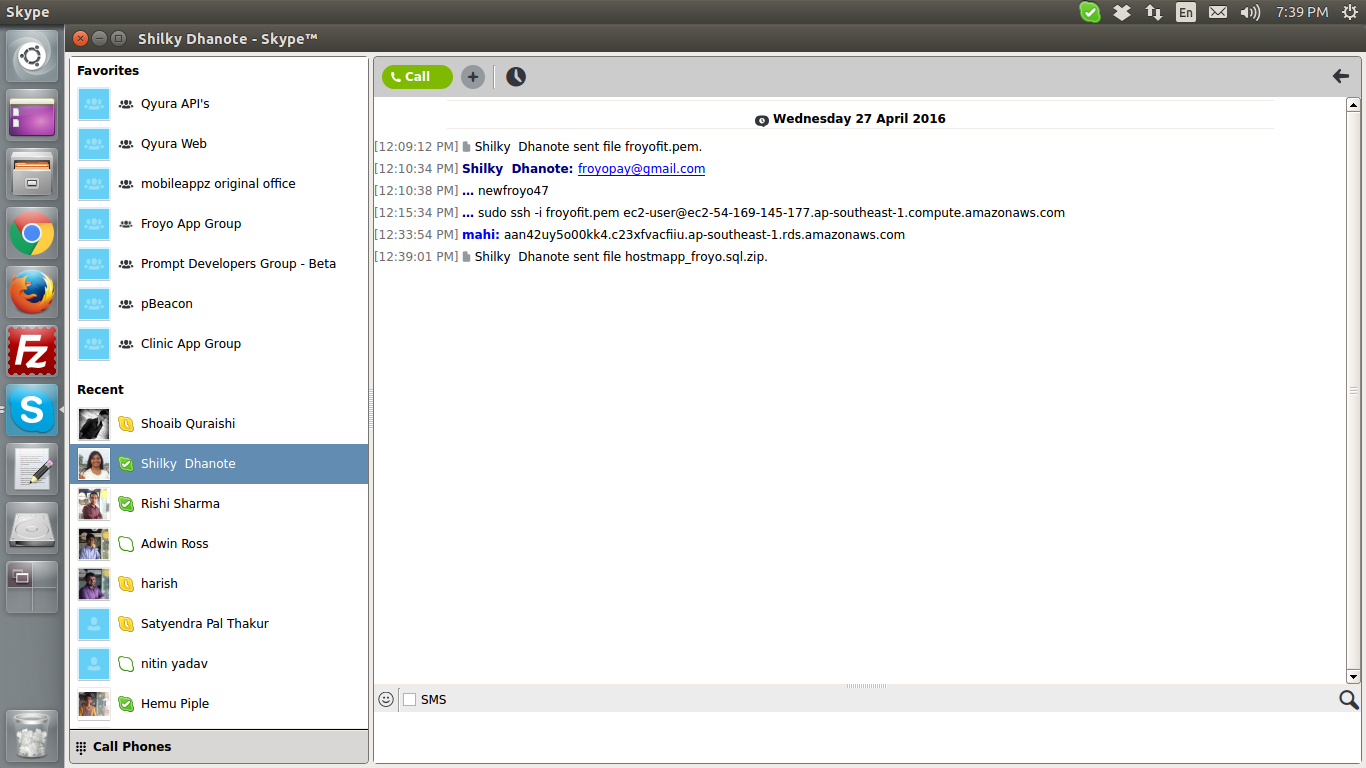 Skype
En
7:39 PM
Shilky Dhanote - Skype™
Favorites
Qyura API's
Qyura Web
mobileappz original office
Froyo App Group
Prompt Developers Group - Beta
pBeacon
Clinic App Group
Recent
Shoaib Quraishi
Shilky Dhanote
Rishi Sharma
Adwin Ross
harish
Satyendra Pal Thakur
nitin yadav
Hemu Piple
Call Phones
Call
Wednesday 27 April 2016
[12:09:12 PM] Shilky Dhanote sent file froyofit.pem.
[12:10:34 PM] Shilky Dhanote: froyopay@gmail.com
[12:10:38 PM] ... newfroyo47
[12:15:34 PM] ... sudo ssh -i froyofit.pem ec2-user@ec2-54-169-145-177.ap-southeast-1.compute.amazonaws.com
[12:33:54 PM] mahi: aan42uy5o00kk4.c23xfvacfiiu.ap-southeast-1.rds.amazonaws.com
[12:39:01 PM] Shilky Dhanote sent file hostmapp_froyo.sql.zip.
SMS
Fz
S